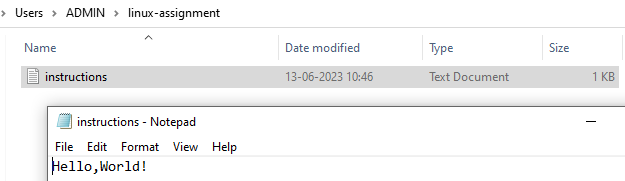 Users > ADMIN > linux-assignment
Name Date modified Type Size
instructions 13-06-2023 10:46 Text Document 1 KB
instructions - Notepad
File Edit Format View Help
Hello,World!